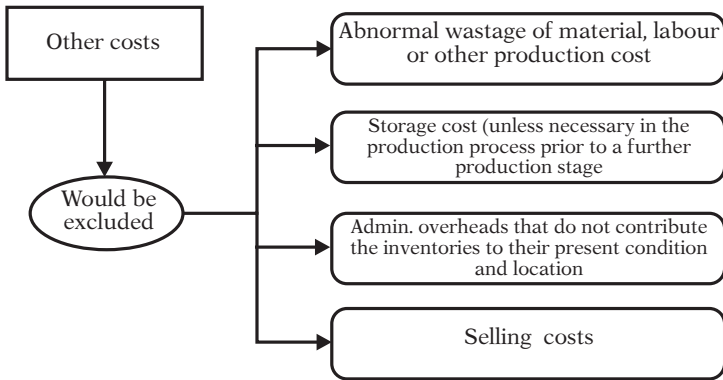 Other costs
Would be
excluded
Abnormal wastage of material, labour
or other production cost
Storage cost (unless necessary in the
production process prior to a further
production stage
Admin. overheads that do not contribute
the inventories to their present condition
and location
Selling costs